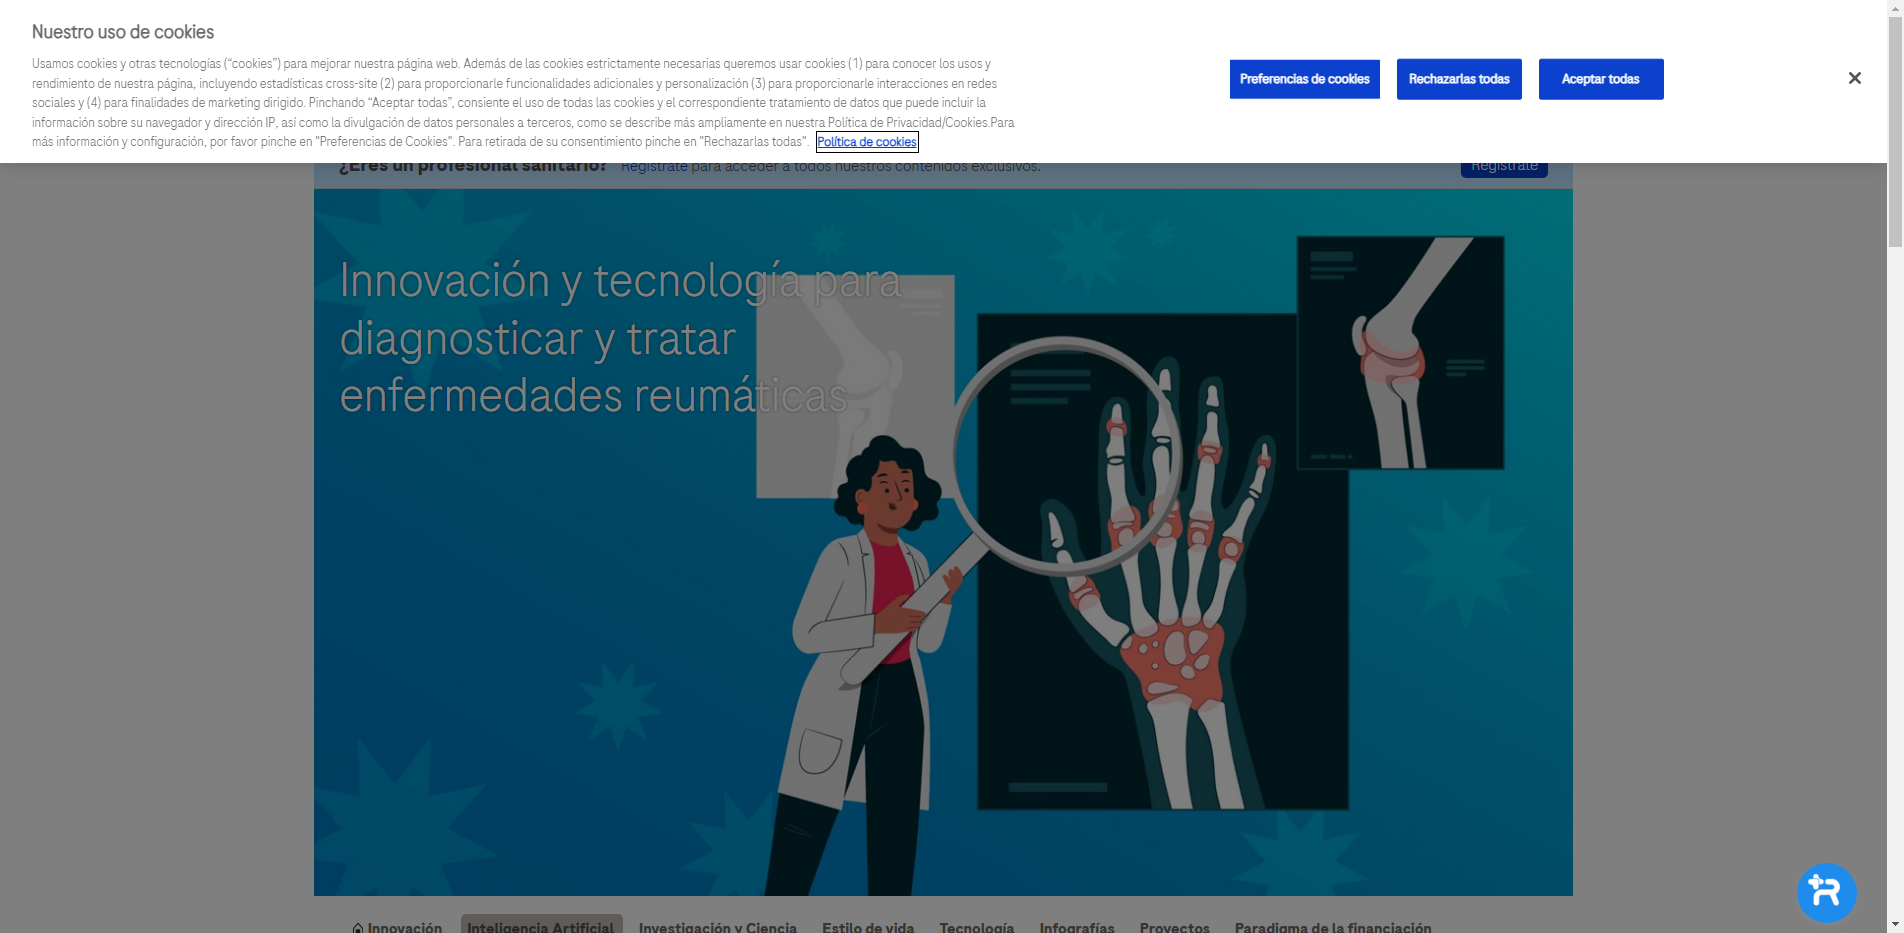 Nuestro uso de cookies
Usamos cookies y otras tecnologías (“cookies”) para mejorar nuestra página web. Además de las cookies estrictamente necesarias queremos usar cookies (1) para conocer los usos y
rendimiento de nuestra página, incluyendo estadísticas cross-site (2) para proporcionarle funcionalidades adicionales y personalización (3) para proporcionarle interacciones en redes
sociales y (4) para finalidades de marketing dirigido. Pinchando “Aceptar todas”, consiente el uso de todas las cookies y el correspondiente tratamiento de datos que puede incluir la
información sobre su navegador y dirección IP, así como la divulgación de datos personales a terceros, como se describe más ampliamente en nuestra Política de Privacidad/Cookies.Para
más información y configuración, por favor pinche en "Preferencias de Cookies". Para retirada de su consentimiento pinche en "Rechazarlas todas". Política de cookies
Preferencias de cookies
Rechazarlas todas
Aceptar todas
¿Eres un profesional sanitario? Regístrate para acceder a todos nuestros contenidos exclusivos.
Regístrate
Innovación y tecnología para
diagnosticar y tratar
enfermedades reumáticas
Innovación Inteligencia Artificial Investigación y Ciencia Estilo de vida Tecnología Infografías Proyectos Paradigma de la financiación